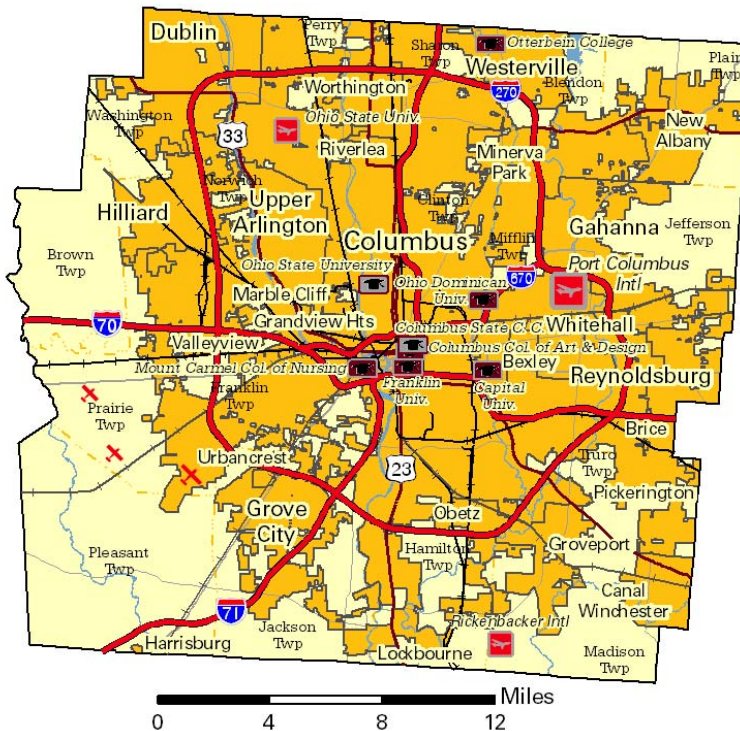 Dublin
Perry
Twp
Sharon
Twp
Otterbein College
Westerville
Plain
Twp
Worthington
270
Blendon
Twp
Washington
Twp
Ohio State Univ.
33
New
Albany
Riverlea
Minerva
Park
Norwich
Twp
Upper
Arlington
Clinton
Twp
Hilliard
Gahanna
Jefferson
Twp
Columbus
Mifflin
Twp
Brown
Twp
Ohio State University
Port Columbus
Intl
670
Ohio Dominican
Univ.
Marble Cliff
Grandview Hts
70
Columbus State C. C.
Whitehall
Valleyview
Columbus Col. of Art & Design
Mount Carmel Col. of Nursing
Bexley
Reynoldsburg
Franklin
Twp
Franklin
Univ.
Capital
Univ.
Prairie
Twp
Brice
Urbancrest
23
Truro
Twp
Pickerington
Grove
City
Obetz
Groveport
Pleasant
Twp
Hamilton
Twp
Canal
Winchester
71
Jackson
Twp
Rickenbacker Intl
Harrisburg
Lockbourne
Madison
Twp
Miles
0 4 8 12